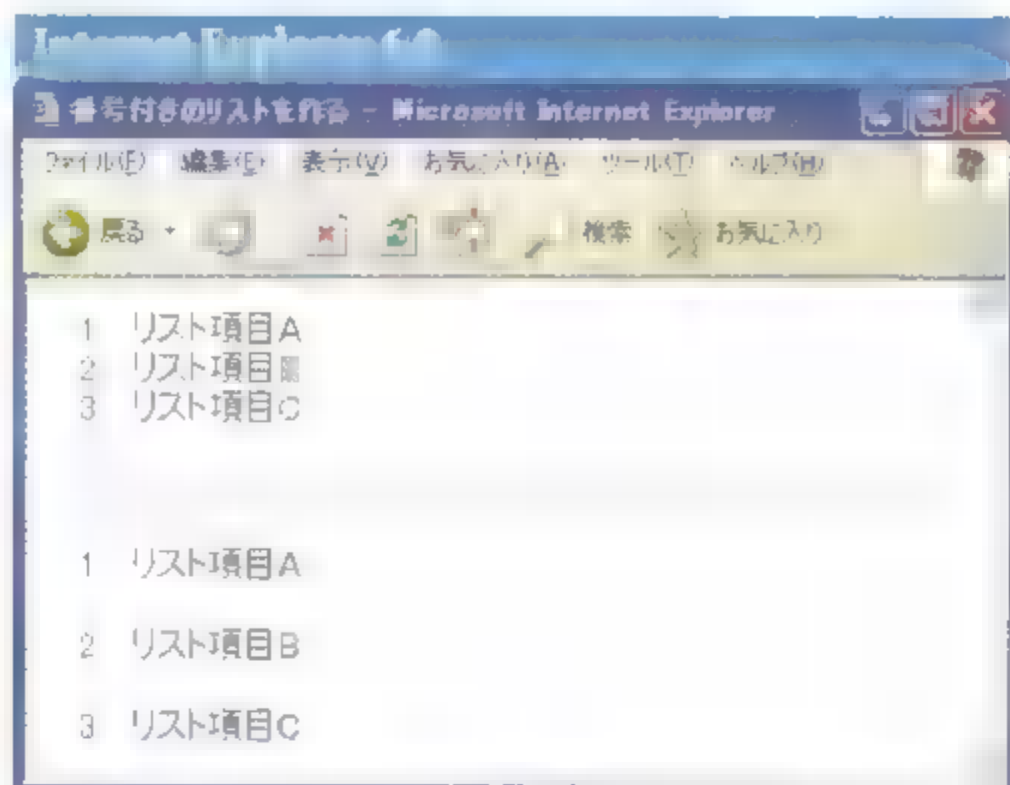 Internet Explorer 6.0
番号付きのリストを作る - Microsoft Internet Explorer
ファイル(F) 編集(E) 表示(V) お気に入り(A) ツール(T) ヘルプ(H)
戻る 検索 お気に入り
1 リスト項目A
2 リスト項目
3 リスト項目C
1 リスト項目A
2 リスト項目B
3 リスト項目C